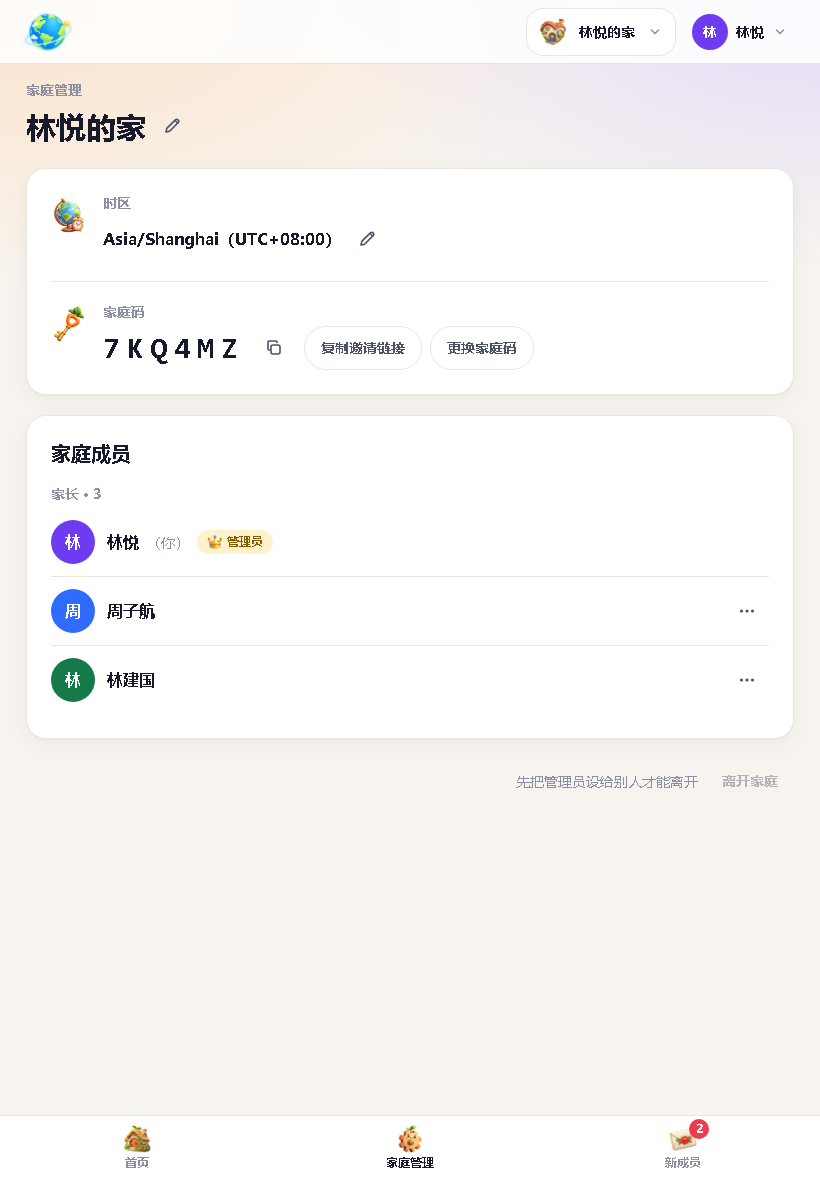 林悦的家
林 林悦
家庭管理
林悦的家
时区
Asia/Shanghai（UTC+08:00）
家庭码
7KQ4MZ
复制邀请链接
更换家庭码
家庭成员
家长 • 3
林 林悦 （你） 管理员
周 周子航
林 林建国
先把管理员设给别人才能离开 离开家庭
2
首页 家庭管理 新成员